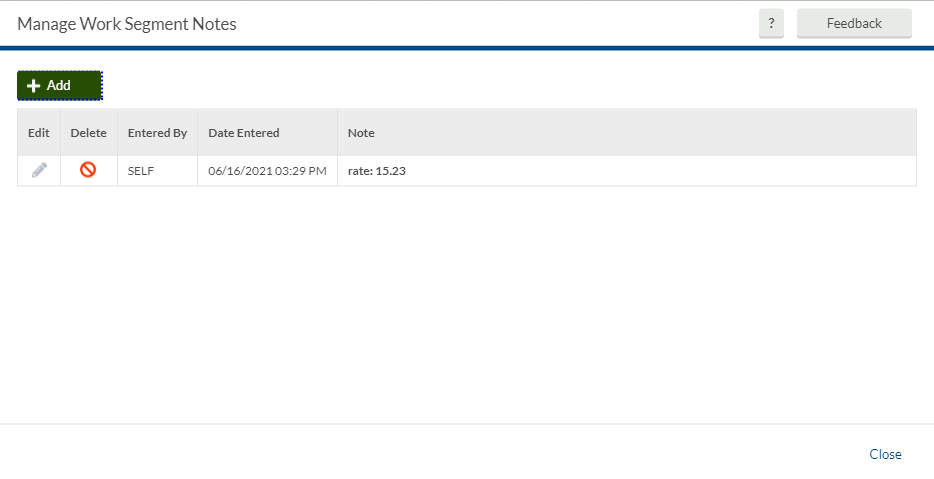 Manage Work Segment Notes
? Feedback
Add
Edit Delete Entered By Date Entered Note
SELF 06/16/2021 03:29 PM rate: 15.23
Close